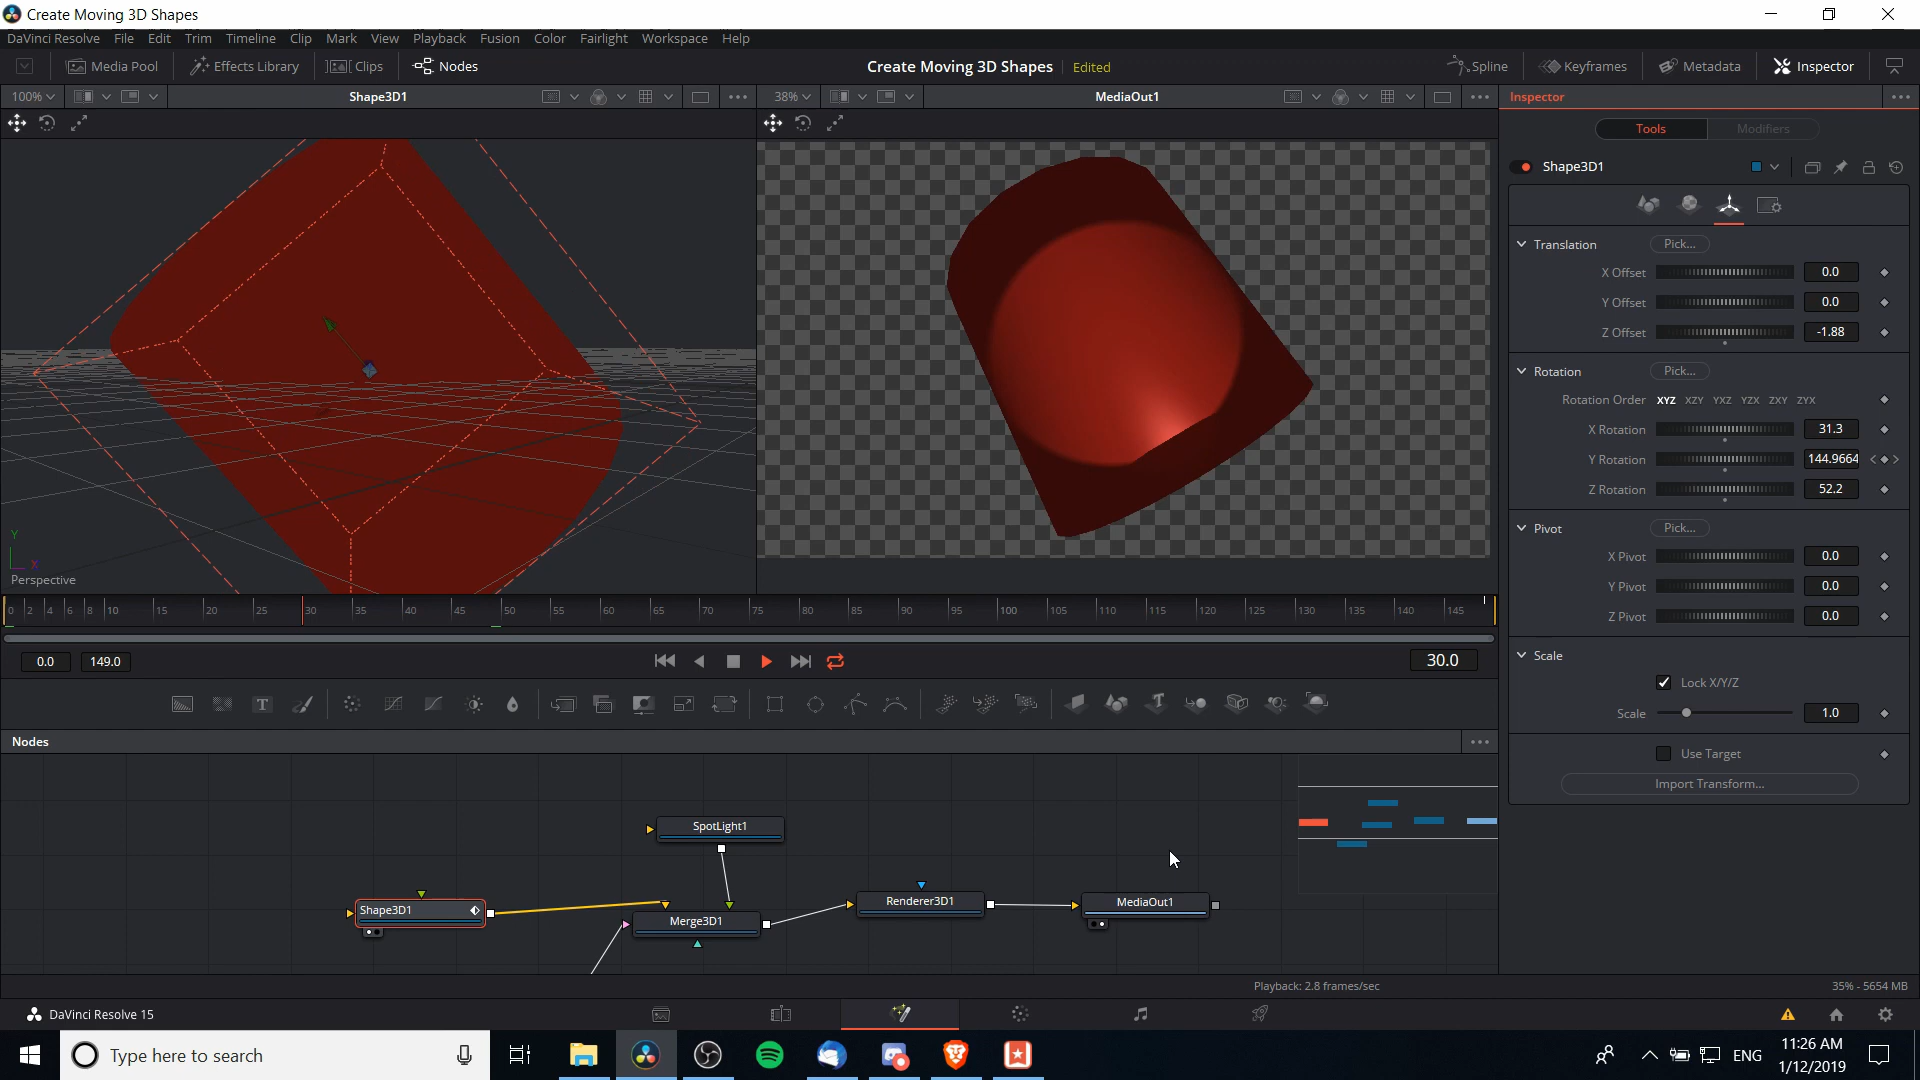 Create Moving 3D Shapes
DaVinci Resolve File Edit Trim Timeline Clip Mark View Playback Fusion Color Fairlight Workspace Help
Media Pool Effects Library Clips Nodes Create Moving 3D Shapes Edited Spline Keyframes Metadata Inspector
100% Shape3D1 38% MediaOut1 Inspector
Tools Modifiers
Shape3D1
Translation Pick...
X Offset 0.0
Y Offset 0.0
Z Offset -1.88
Rotation Pick...
Rotation Order XYZ XZY YXZ YZX ZXY ZYX
X Rotation 31.3
Y Rotation 144.9664
Z Rotation 52.2
Pivot Pick...
X Pivot 0.0
Y Pivot 0.0
Z Pivot 0.0
Scale
Lock X/Y/Z
Scale 1.0
Use Target
Import Transform...
Y
X
Perspective
0 2 4 6 8 10 15 20 25 30 35 40 45 50 55 60 65 70 75 80 85 90 95 100 105 110 115 120 125 130 135 140 145
0.0 149.0 30.0
Nodes
SpotLight1
Shape3D1
Merge3D1
Renderer3D1
MediaOut1
Playback: 2.8 frames/sec 35% - 5654 MB
DaVinci Resolve 15
Type here to search
ENG
11:26 AM
1/12/2019